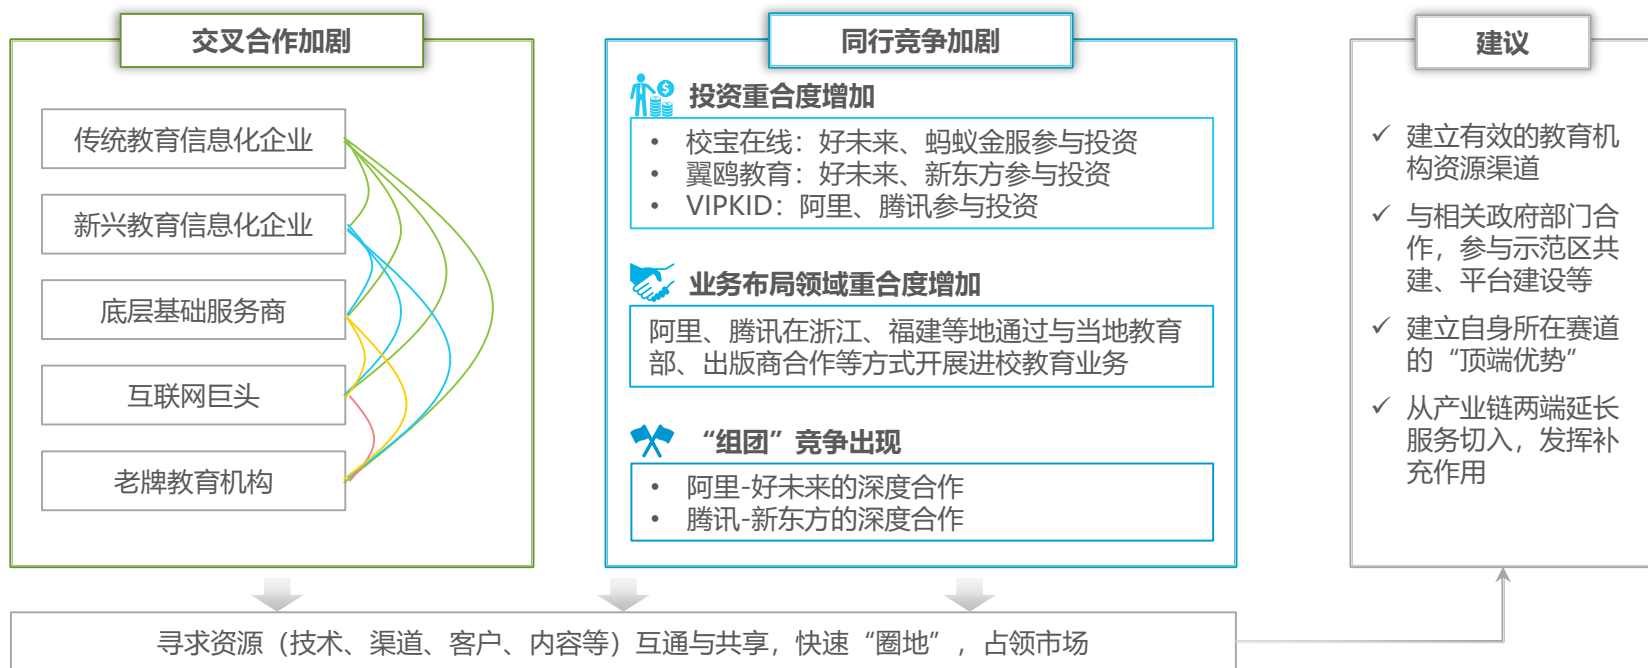 交叉合作加剧
传统教育信息化企业
新兴教育信息化企业
底层基础服务商
互联网巨头
老牌教育机构
同行竞争加剧
投资重合度增加
• 校宝在线：好未来、蚂蚁金服参与投资
• 翼鸥教育：好未来、新东方参与投资
• VIPKID：阿里、腾讯参与投资
业务布局领域重合度增加
阿里、腾讯在浙江、福建等地通过与当地教育
部、出版商合作等方式开展进校教育业务
“组团”竞争出现
• 阿里-好未来的深度合作
• 腾讯-新东方的深度合作
建议
✓ 建立有效的教育机
构资源渠道
✓ 与相关政府部门合
作，参与示范区共
建、平台建设等
✓ 建立自身所在赛道
的“顶端优势”
✓ 从产业链两端延长
服务切入，发挥补
充作用
寻求资源（技术、渠道、客户、内容等）互通与共享，快速“圈地”，占领市场